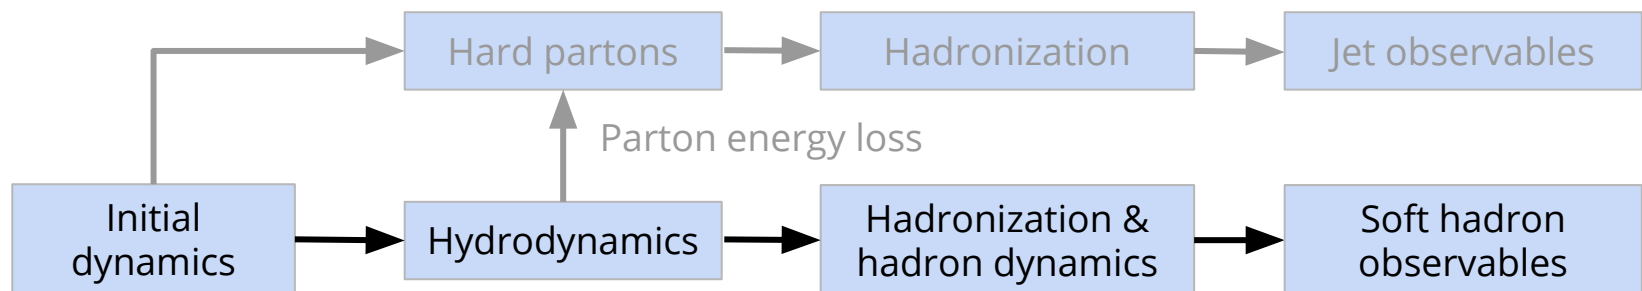 Hard partons
Hadronization
Jet observables
Parton energy loss
Initial
dynamics
Hydrodynamics
Hadronization &
hadron dynamics
Soft hadron
observables